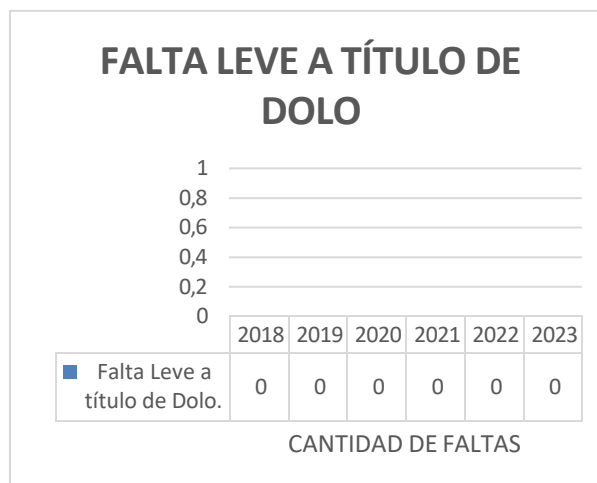 FALTA LEVE A TÍTULO DE
DOLO
1
0,8
0,6
0,4
0,2
0
2018 2019 2020 2021 2022 2023
Falta Leve a
título de Dolo.
0 0 0 0 0 0
CANTIDAD DE FALTAS